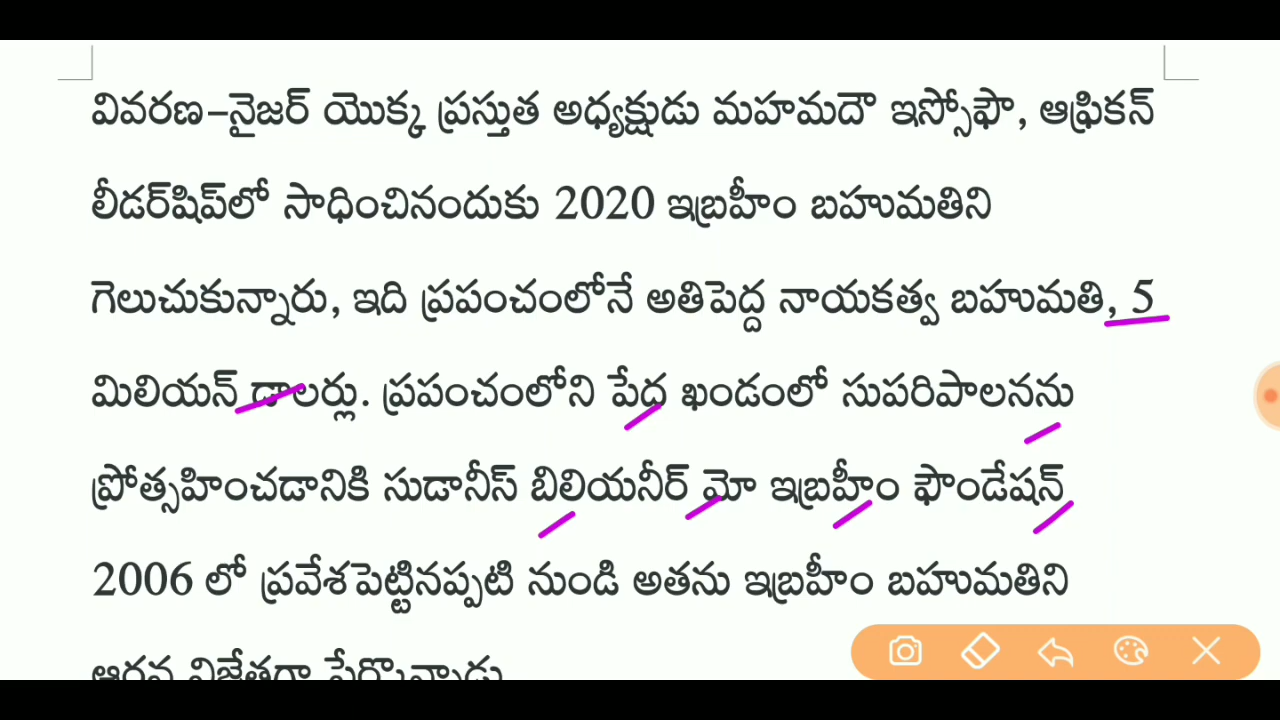 వివరణ-నైజర్ యొక్క ప్రస్తుత అధ్యక్షుడు మహమదౌ ఇస్సోఫౌ, ఆఫ్రికన్
లీడర్‌షిప్‌లో సాధించినందుకు 2020 ఇబ్రహీం బహుమతిని
గెలుచుకున్నారు, ఇది ప్రపంచంలోనే అతిపెద్ద నాయకత్వ బహుమతి, 5
మిలియన్ డాలర్లు. ప్రపంచంలోని పేద ఖండంలో సుపరిపాలనను
ప్రోత్సహించడానికి సుడానీస్ బిలియనీర్ మో ఇబ్రహీం ఫౌండేషన్
2006 లో ప్రవేశపెట్టినప్పటి నుండి అతను ఇబ్రహీం బహుమతిని
ఆరవ విజేతగా పేర్కొన్నాడు